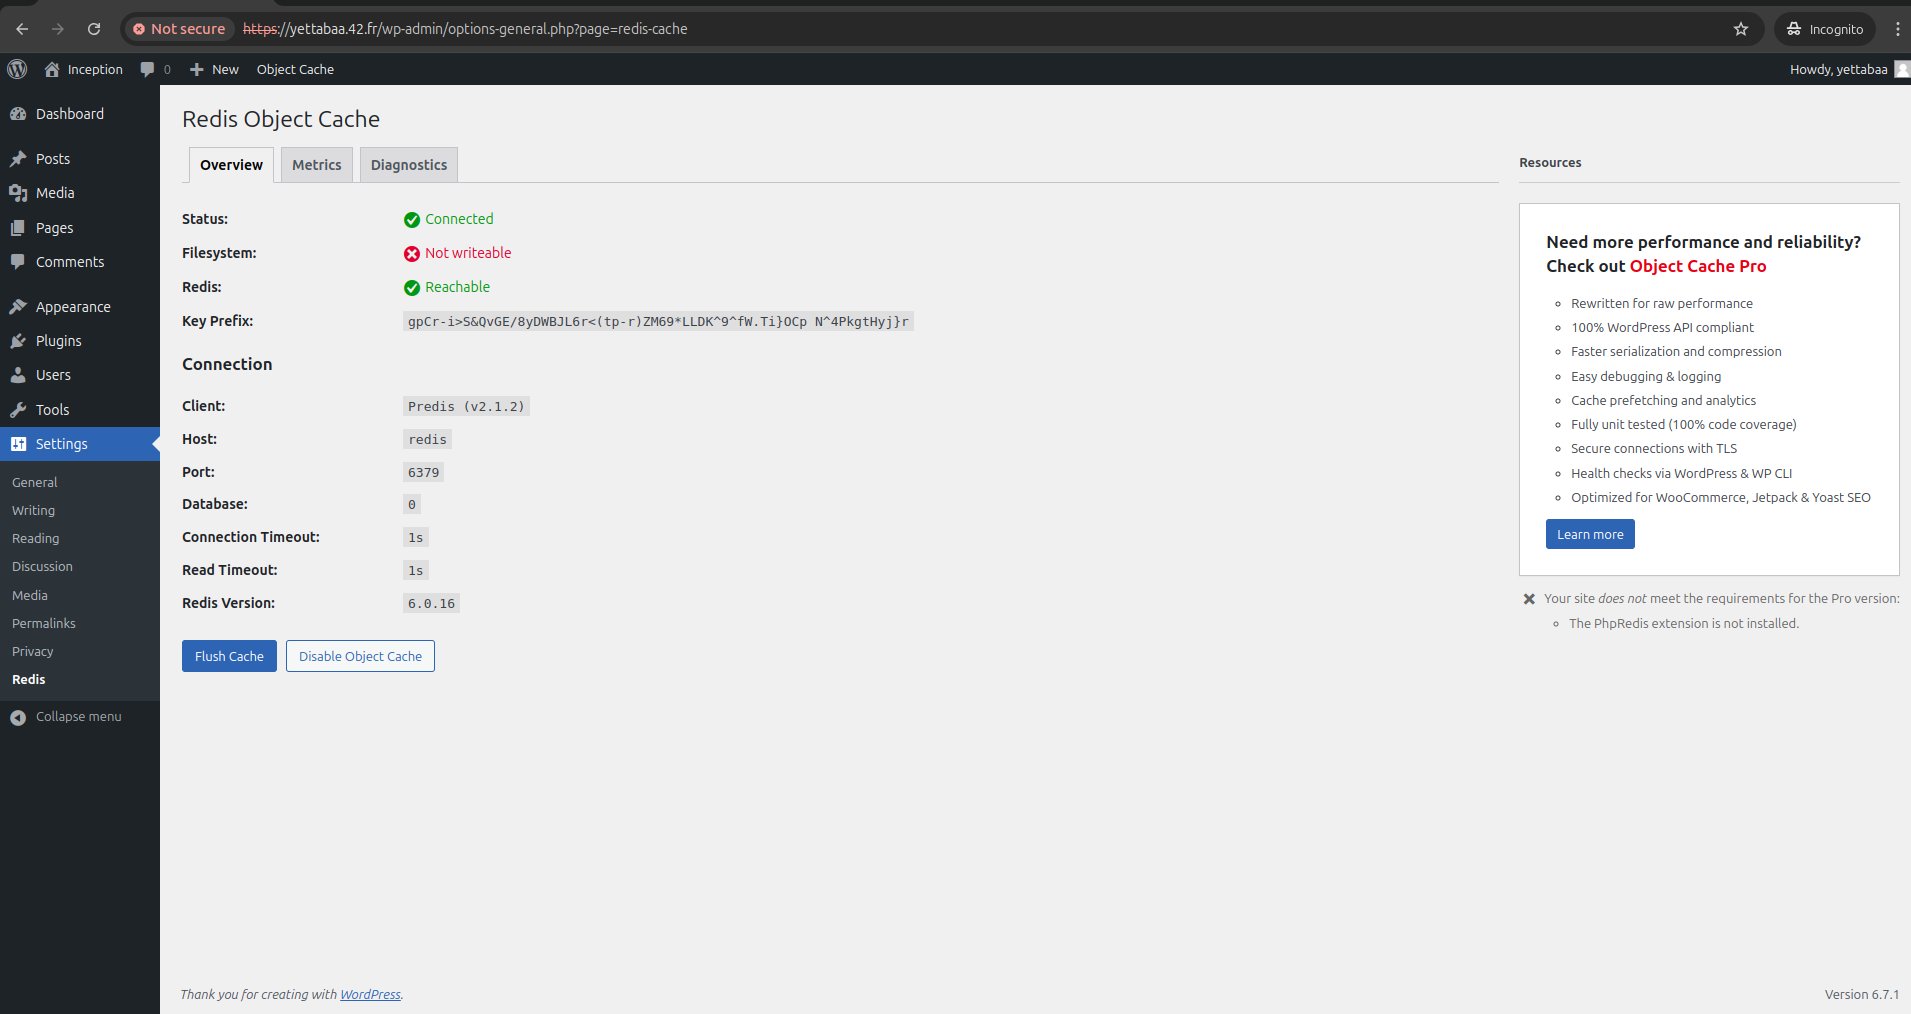 Not secure https://yettabaa.42.fr/wp-admin/options-general.php?page=redis-cache Incognito
Inception 0 New Object Cache Howdy, yettabaa
Dashboard
Posts
Media
Pages
Comments
Appearance
Plugins
Users
Tools
Settings
General
Writing
Reading
Discussion
Media
Permalinks
Privacy
Redis
Collapse menu
Redis Object Cache
Overview Metrics Diagnostics
Status: Connected
Filesystem: Not writeable
Redis: Reachable
Key Prefix: gpCr-i>S&QvGE/8yDWBJL6r<(tp-r)ZM69*LLDK^9^fW.Ti}OCp N^4PkgtHyj}r
Connection
Client: Predis (v2.1.2)
Host: redis
Port: 6379
Database: 0
Connection Timeout: 1s
Read Timeout: 1s
Redis Version: 6.0.16
Flush Cache Disable Object Cache
Resources
Need more performance and reliability?
Check out Object Cache Pro
Rewritten for raw performance
100% WordPress API compliant
Faster serialization and compression
Easy debugging & logging
Cache prefetching and analytics
Fully unit tested (100% code coverage)
Secure connections with TLS
Health checks via WordPress & WP CLI
Optimized for WooCommerce, Jetpack & Yoast SEO
Learn more
Your site does not meet the requirements for the Pro version:
The PhpRedis extension is not installed.
Thank you for creating with WordPress. Version 6.7.1